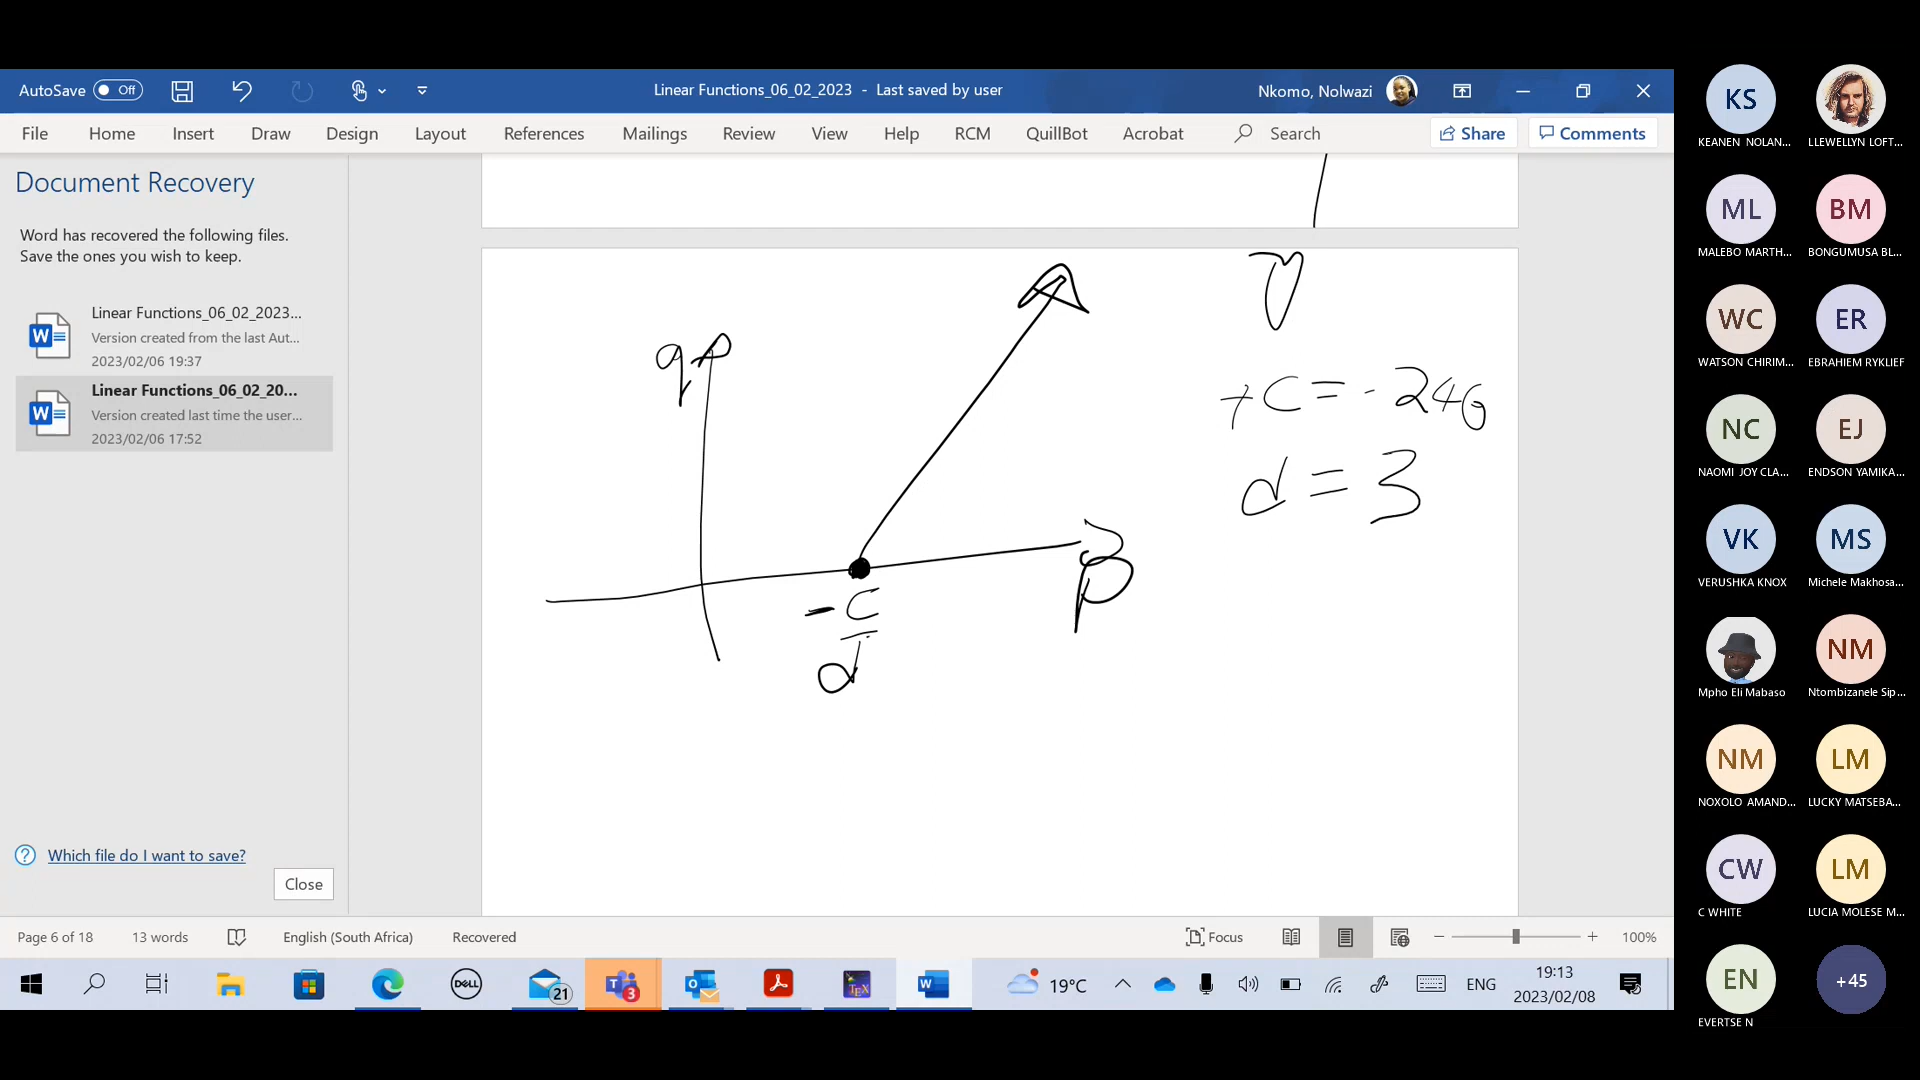 AutoSave Off
Linear Functions_06_02_2023 - Last saved by user
Nkomo, Nolwazi
File Home Insert Draw Design Layout References Mailings Review View Help RCM QuillBot Acrobat Search Share Comments
Document Recovery
Word has recovered the following files.
Save the ones you wish to keep.
Linear Functions_06_02_2023...
Version created from the last Aut...
2023/02/06 19:37
Linear Functions_06_02_20...
Version created last time the user...
2023/02/06 17:52
Which file do I want to save?
Close
q
p
-c
d
+c = -246
d = 3
Page 6 of 18 13 words English (South Africa) Recovered Focus 100%
21
3
DELL
TEX
19°C
ENG
19:13
2023/02/08
KS
KEANEN NOLAN...
LLEWELLYN LOFT...
ML
MALEBO MARTH...
BM
BONGUMUSA BL...
WC
WATSON CHIRIM...
ER
EBRAHIEM RYKLIEF
NC
NAOMI JOY CLA...
EJ
ENDSON YAMIKA...
VK
VERUSHKA KNOX
MS
Michele Makhosa...
Mpho Eli Mabaso
NM
Ntombizanele Sip...
NM
NOXOLO AMAND...
LM
LUCKY MATSEBA...
CW
C WHITE
LM
LUCIA MOLESE M...
EN
EVERTSE N
+45